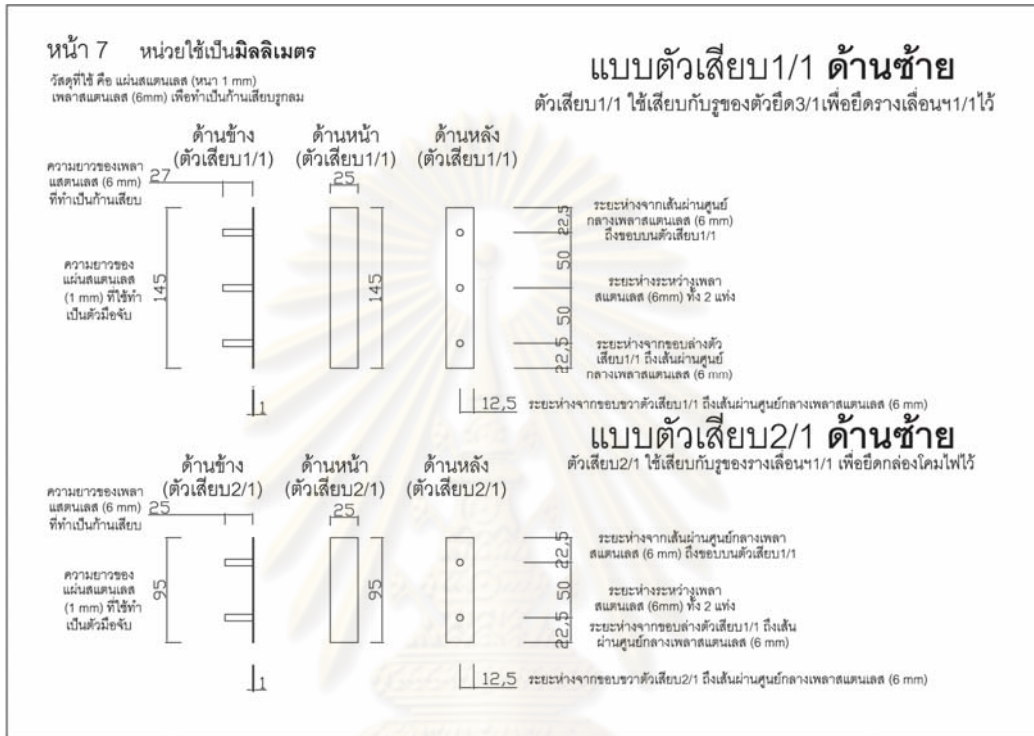 หน้า 7 หน่วยใช้เป็นมิลลิเมตร
วัสดุที่ใช้ คือ แผ่นสแตนเลส (หนา 1 mm)
เพลาสแตนเลส (6mm) เพื่อทำเป็นก้านเสียบรูกลม
แบบตัวเสียบ1/1 ด้านซ้าย
ตัวเสียบ1/1 ใช้เสียบกับรูของตัวยึด3/1เพื่อยึดรางเลื่อนฯ1/1ไว้
ด้านข้าง
(ตัวเสียบ1/1)
ด้านหน้า
(ตัวเสียบ1/1)
ด้านหลัง
(ตัวเสียบ1/1)
ความยาวของเพลา
แสตนเลส (6 mm)
ที่ทำเป็นก้านเสียบ
27
25
ความยาวของ
แผ่นสแตนเลส
(1 mm) ที่ใช้ทำ
เป็นตัวมือจับ
145
145
22,5
50
50
22,5
ระยะห่างจากเส้นผ่านศูนย์
กลางเพลาสแตนเลส (6 mm)
ถึงขอบบนตัวเสียบ1/1
ระยะห่างระหว่างเพลา
สแตนเลส (6mm) ทั้ง 2 แท่ง
ระยะห่างจากขอบล่างตัว
เสียบ1/1 ถึงเส้นผ่านศูนย์
กลางเพลาสแตนเลส (6 mm)
1
12,5 ระยะห่างจากขอบขวาตัวเสียบ1/1 ถึงเส้นผ่านศูนย์กลางเพลาสแตนเลส (6 mm)
แบบตัวเสียบ2/1 ด้านซ้าย
ตัวเสียบ2/1 ใช้เสียบกับรูของรางเลื่อนฯ1/1 เพื่อยึดกล่องโคมไฟไว้
ด้านข้าง
(ตัวเสียบ2/1)
ด้านหน้า
(ตัวเสียบ2/1)
ด้านหลัง
(ตัวเสียบ2/1)
ความยาวของเพลา
แสตนเลส (6 mm)
ที่ทำเป็นก้านเสียบ
25
25
ความยาวของ
แผ่นสแตนเลส
(1 mm) ที่ใช้ทำ
เป็นตัวมือจับ
95
95
22,5
50
22,5
ระยะห่างจากเส้นผ่านศูนย์กลางเพลา
สแตนเลส (6 mm) ถึงขอบบนตัวเสียบ1/1
ระยะห่างระหว่างเพลา
สแตนเลส (6mm) ทั้ง 2 แท่ง
ระยะห่างจากขอบล่างตัวเสียบ1/1 ถึงเส้น
ผ่านศูนย์กลางเพลาสแตนเลส (6 mm)
1
12,5 ระยะห่างจากขอบขวาตัวเสียบ2/1 ถึงเส้นผ่านศูนย์กลางเพลาสแตนเลส (6 mm)